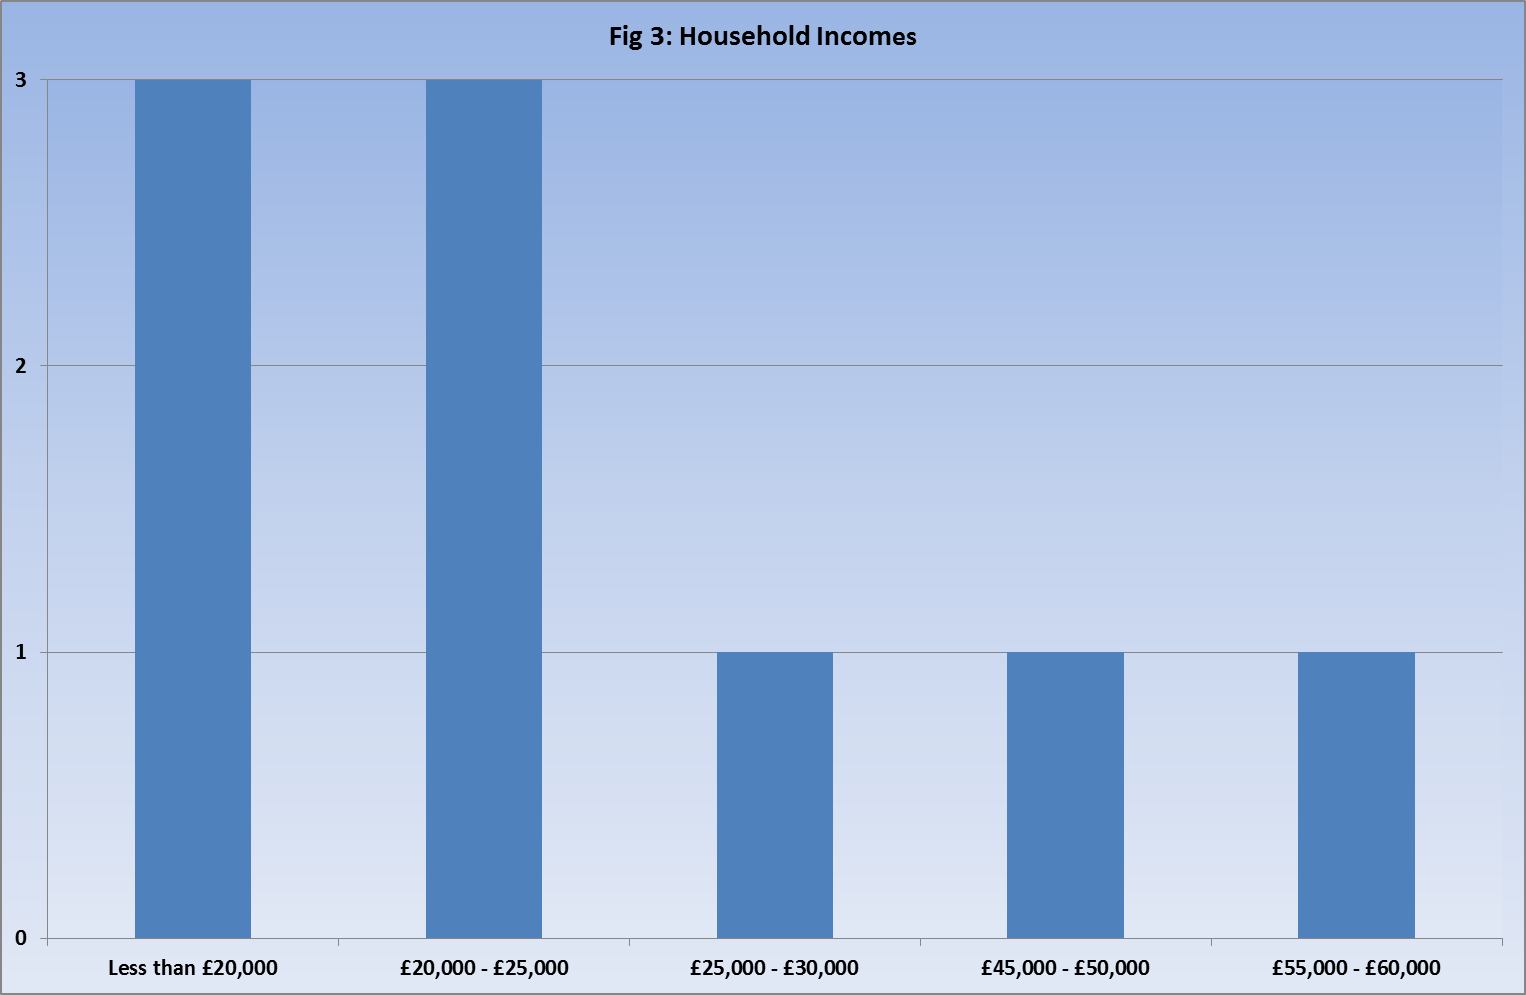 Fig 3: Household Incomes
3
2
1
0
Less than £20,000
£20,000 - £25,000
£25,000 - £30,000
£45,000 - £50,000
£55,000 - £60,000